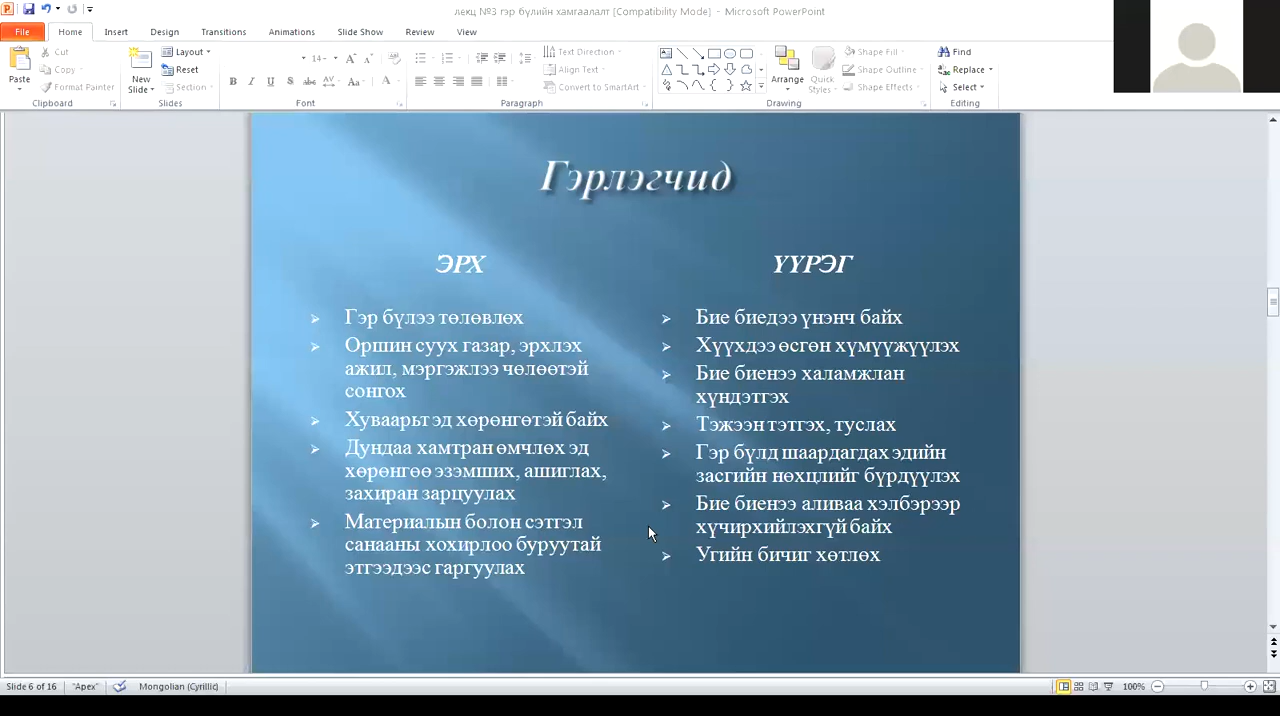 лекц №3 гэр бүлийн хамгаалалт [Compatibility Mode] - Microsoft PowerPoint
File Home Insert Design Transitions Animations Slide Show Review View
Paste
Cut
Copy
Format Painter
Clipboard
New Slide
Layout
Reset
Section
Slides
14
B I U S abc AV Aa A
Font
Text Direction
Align Text
Convert to SmartArt
Paragraph
Arrange
Quick Styles
Shape Fill
Shape Outline
Shape Effects
Drawing
Find
Replace
Select
Editing
Гэрлэгчид
ЭРХ
Гэр бүлээ төлөвлөх
Оршин суух газар, эрхлэх
ажил, мэргэжлээ чөлөөтэй
сонгох
Хуваарьт эд хөрөнгөтэй байх
Дундаа хамтран өмчлөх эд
хөрөнгөө эзэмших, ашиглах,
захиран зарцуулах
Материалын болон сэтгэл
санааны хохирлоо буруутай
этгээдээс гаргуулах
ҮҮРЭГ
Бие биедээ үнэнч байх
Хүүхдээ өсгөн хүмүүжүүлэх
Бие биенээ халамжлан
хүндэтгэх
Тэжээн тэтгэх, туслах
Гэр бүлд шаардагдах эдийн
засгийн нөхцлийг бүрдүүлэх
Бие биенээ аливаа хэлбэрээр
хүчирхийлэхгүй байх
Угийн бичиг хөтлөх
Slide 6 of 16 "Apex" Mongolian (Cyrillic) 100%